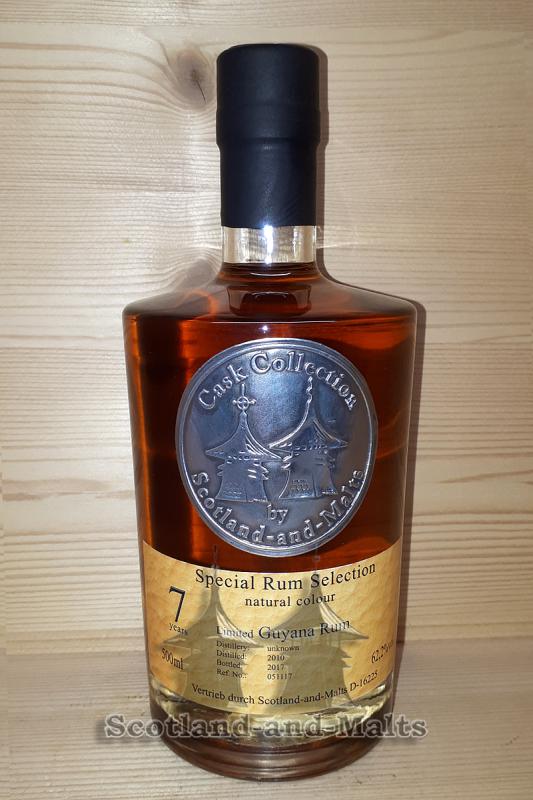 Cask Collection
by
Scotland-and-Malts
Special Rum Selection
natural colour
7
years
500ml
Limited Guyana Rum
Distillery: unknown
Distilled: 2010
Bottled: 2017
Ref. No.: 051117
62,2%vol
Vertrieb durch Scotland-and-Malts D-16225
Scotland-and-Malts